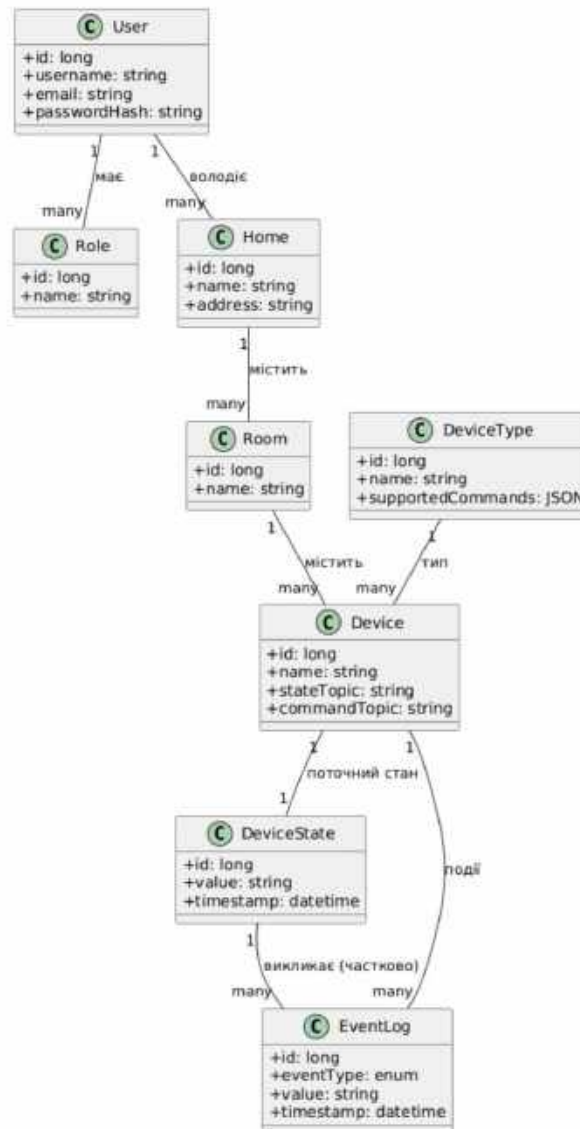 C User
+id: long
+username: string
+email: string
+passwordHash: string
1 1
має володіє
many many
C Role
+id: long
+name: string
C Home
+id: long
+name: string
+address: string
1
містить
many
C Room
+id: long
+name: string
C DeviceType
+id: long
+name: string
+supportedCommands: JSON
1 1
містить тип
many many
C Device
+id: long
+name: string
+stateTopic: string
+commandTopic: string
1 1
поточний стан
1
C DeviceState
+id: long
+value: string
+timestamp: datetime
події
1
викликає (частково)
many many
C EventLog
+id: long
+eventType: enum
+value: string
+timestamp: datetime